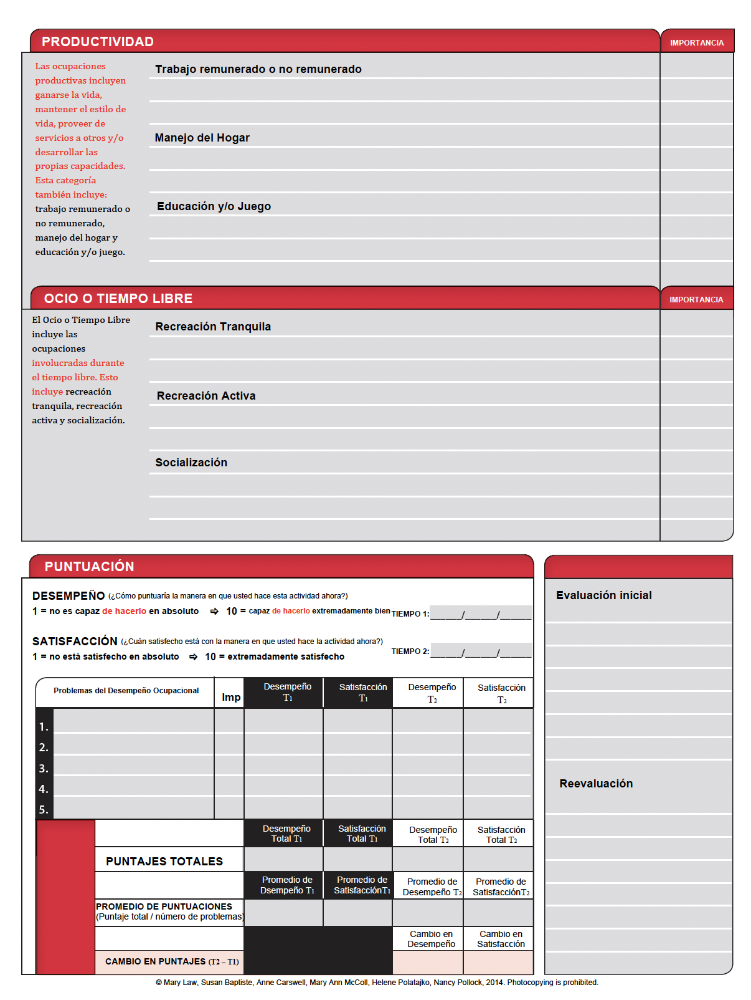 PRODUCTIVIDAD
IMPORTANCIA
Las ocupaciones
productivas incluyen
ganarse la vida,
mantener el estilo de
vida, proveer de
servicios a otros y/o
desarrollar las
propias capacidades.
Esta categoría
también incluye:
trabajo remunerado o
no remunerado,
manejo del hogar y
educación y/o juego.
Trabajo remunerado o no remunerado
Manejo del Hogar
Educación y/o Juego
OCIO O TIEMPO LIBRE
IMPORTANCIA
El Ocio o Tiempo Libre
incluye las
ocupaciones
involucradas durante
el tiempo libre. Esto
incluye recreación
tranquila, recreación
activa y socialización.
Recreación Tranquila
Recreación Activa
Socialización
PUNTUACIÓN
DESEMPEÑO (¿Cómo puntuaría la manera en que usted hace esta actividad ahora?)
1 = no es capaz de hacerlo en absoluto ➩ 10 = capaz de hacerlo extremadamente bien
TIEMPO 1:______/______/______
SATISFACCIÓN (¿Cuán satisfecho está con la manera en que usted hace la actividad ahora?)
1 = no está satisfecho en absoluto ➩ 10 = extremadamente satisfecho
TIEMPO 2:______/______/______
Problemas del Desempeño Ocupacional
Imp
Desempeño
T1
Satisfacción
T1
Desempeño
T2
Satisfacción
T2
1.
2.
3.
4.
5.
Desempeño
Total T1
Satisfacción
Total T1
Desempeño
Total T2
Satisfacción
Total T2
PUNTAJES TOTALES
Promedio de
Dsempeño T1
Promedio de
SatisfacciónT1
Promedio de
Desempeño T2
Promedio de
SatisfacciónT2
PROMEDIO DE PUNTUACIONES
(Puntaje total / número de problemas)
Cambio en
Desempeño
Cambio en
Satisfacción
CAMBIO EN PUNTAJES (T2 – T1)
Evaluación inicial
Reevaluación
© Mary Law, Susan Baptiste, Anne Carswell, Mary Ann McColl, Helene Polatajko, Nancy Pollock, 2014. Photocopying is prohibited.